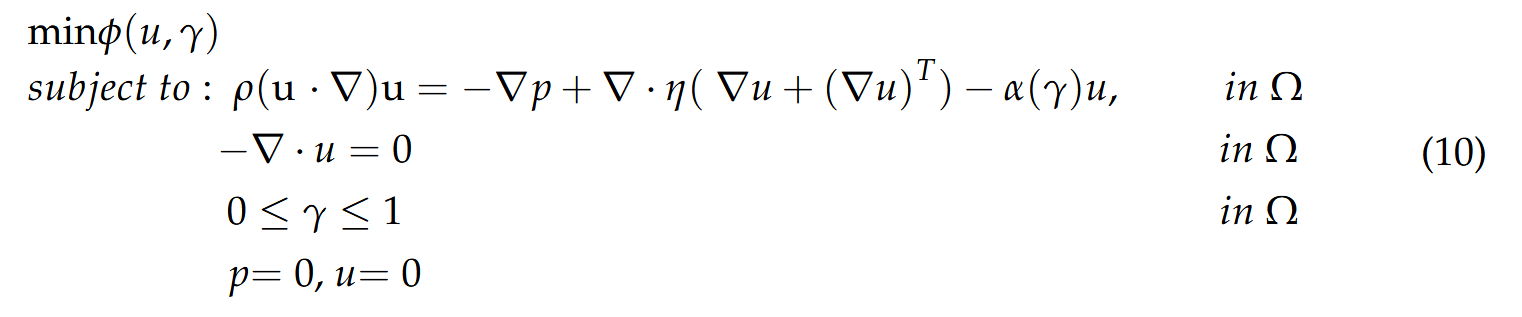 minϕ(u, γ)
subject to : ρ(u · ∇)u = −∇p + ∇ · η( ∇u + (∇u)ᵀ) − α(γ)u, in Ω
−∇ · u = 0 in Ω
(10)
0 ≤ γ ≤ 1 in Ω
p= 0, u= 0